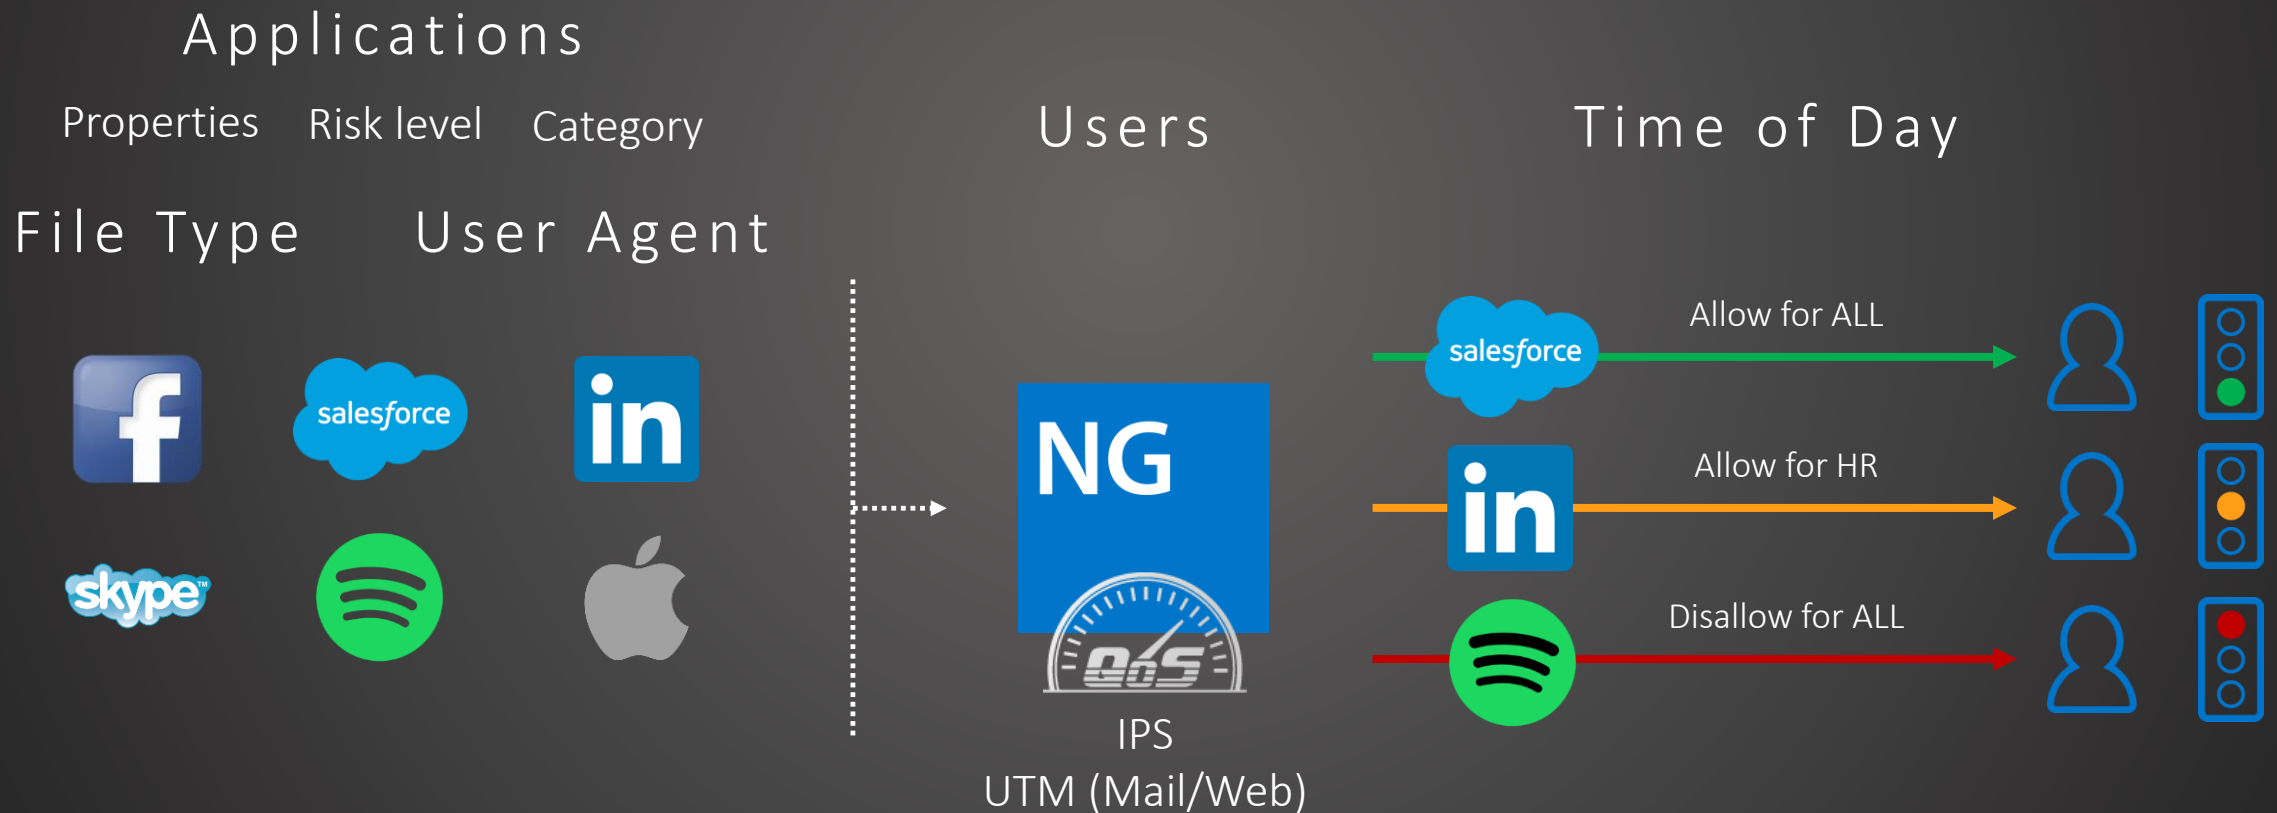 Applications
Properties Risk level Category
File Type User Agent
Users
Time of Day
f
salesforce
in
skype™
NG
QoS
IPS
UTM (Mail/Web)
salesforce
Allow for ALL
in
Allow for HR
Disallow for ALL